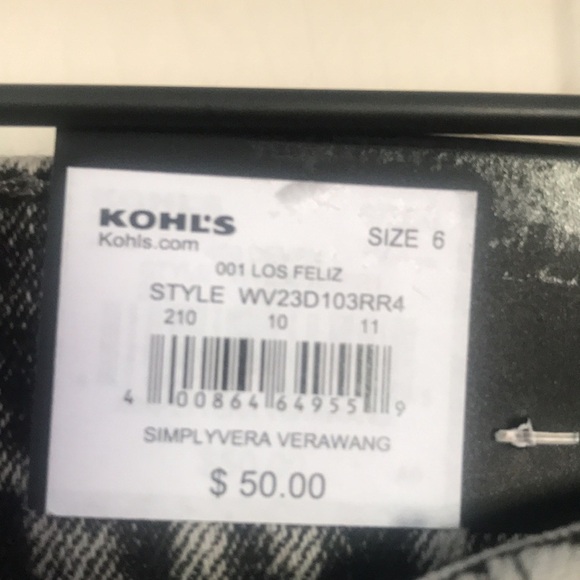 KOHL'S
Kohls.com
SIZE 6
001 LOS FELIZ
STYLE WV23D103RR4
210 10 11
4 00864 64955 9
SIMPLYVERA VERAWANG
$ 50.00